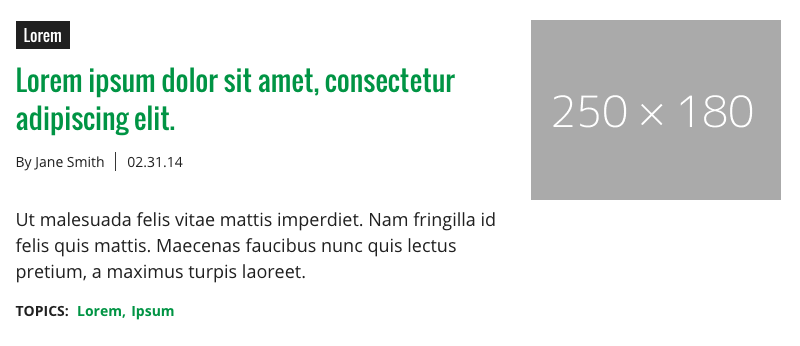 Lorem
Lorem ipsum dolor sit amet, consectetur
adipiscing elit.
By Jane Smith | 02.31.14
Ut malesuada felis vitae mattis imperdiet. Nam fringilla id
felis quis mattis. Maecenas faucibus nunc quis lectus
pretium, a maximus turpis laoreet.
TOPICS: Lorem, Ipsum
250 × 180